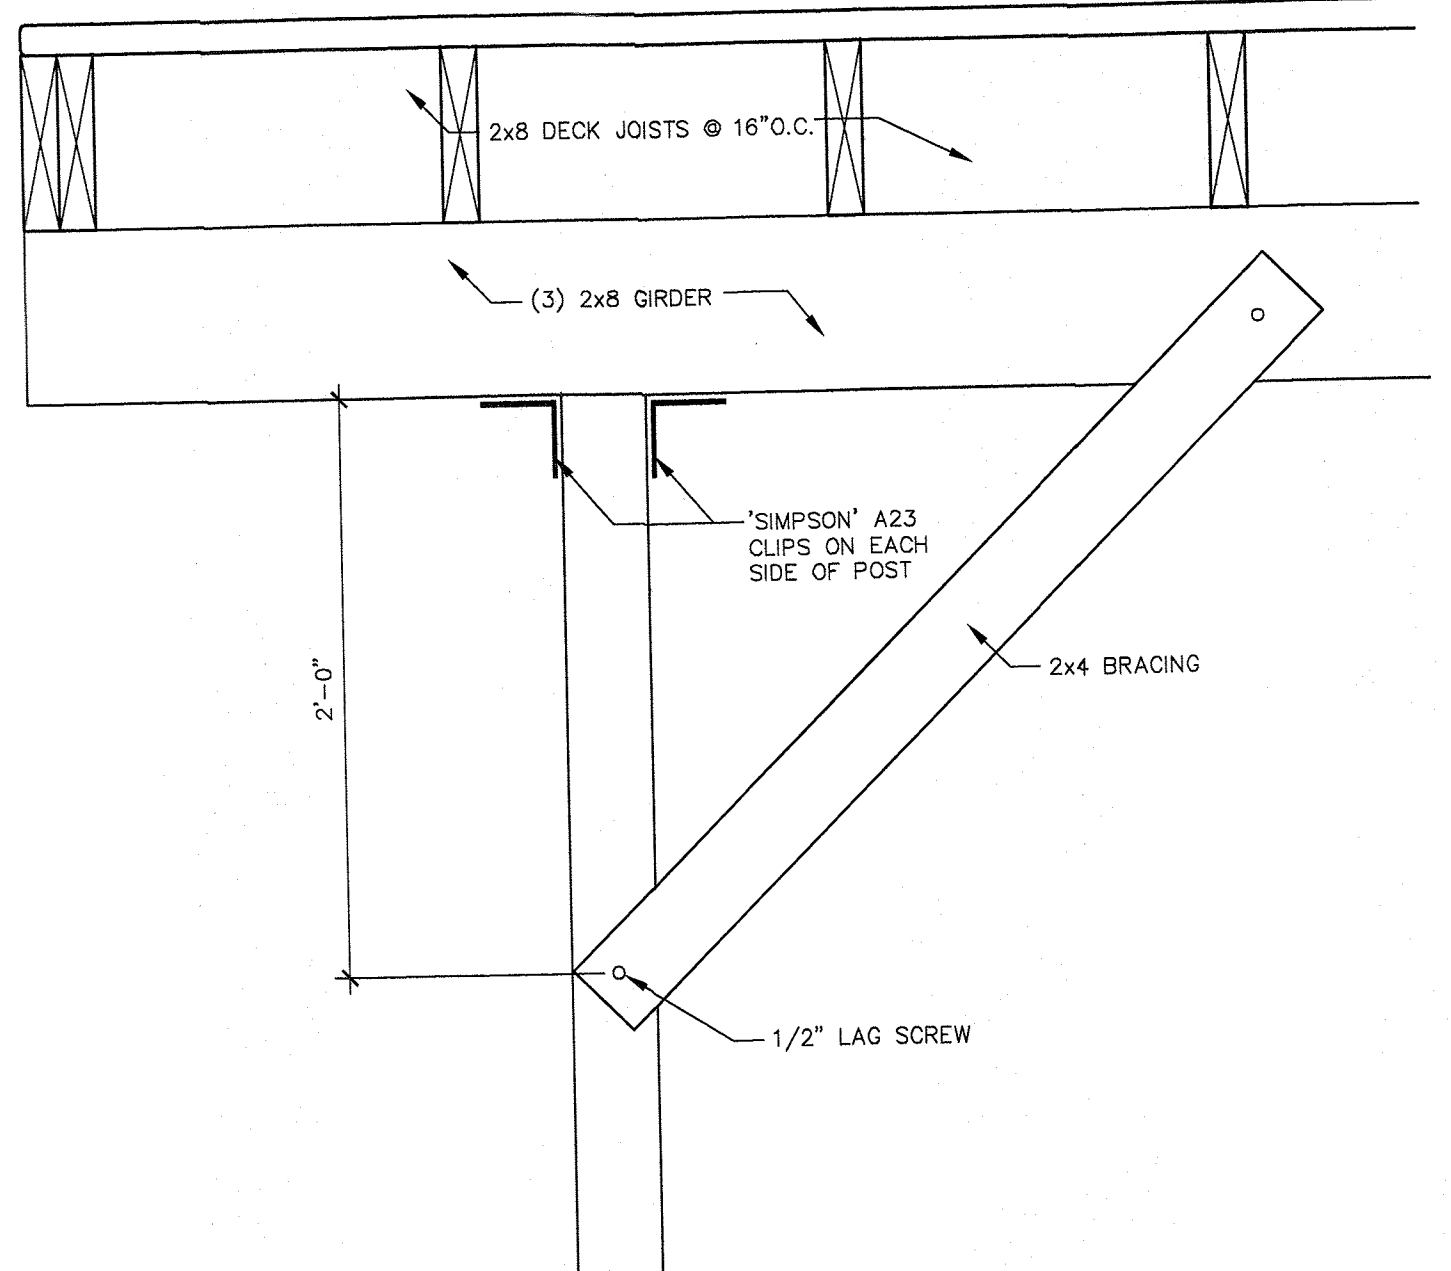 2x8 DECK JOISTS @ 16"O.C.
(3) 2x8 GIRDER
'SIMPSON' A23
CLIPS ON EACH
SIDE OF POST
2'-0"
2x4 BRACING
1/2" LAG SCREW